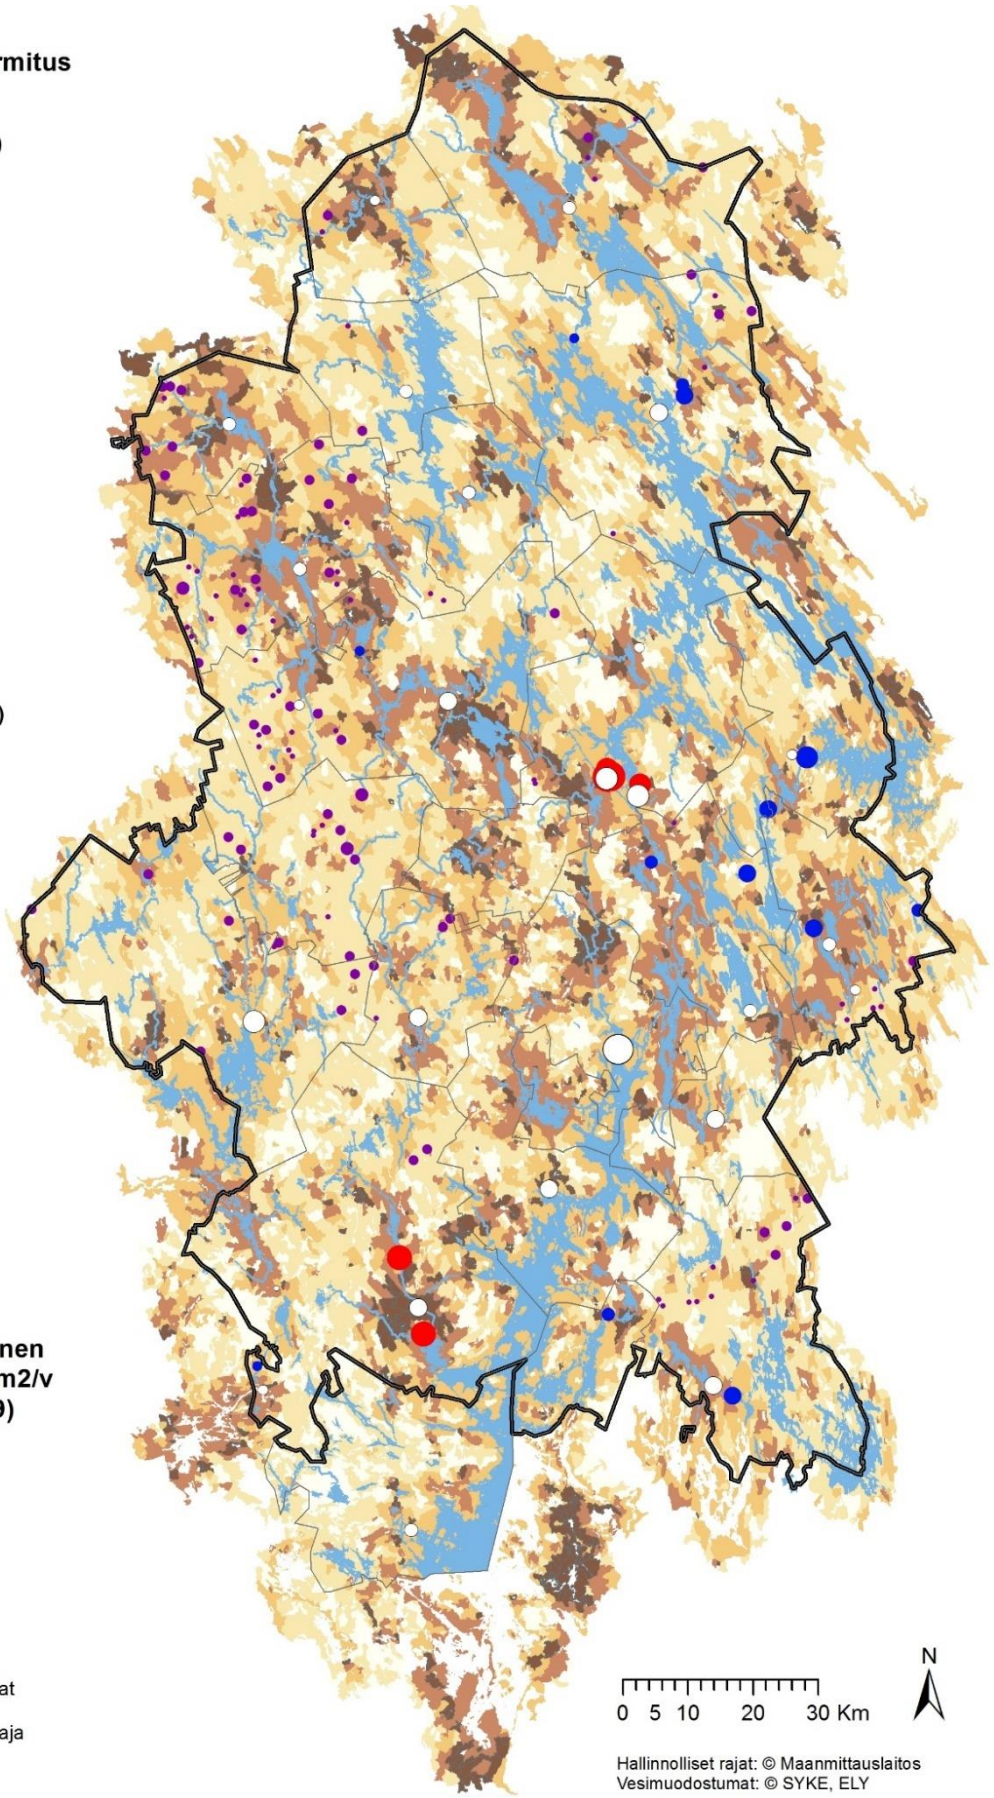 rmitus
)
)
nen
m2/v
9)
at
aja
N
0 5 10 20 30 Km
Hallinnolliset rajat: © Maanmittauslaitos
Vesimuodostumat: © SYKE, ELY